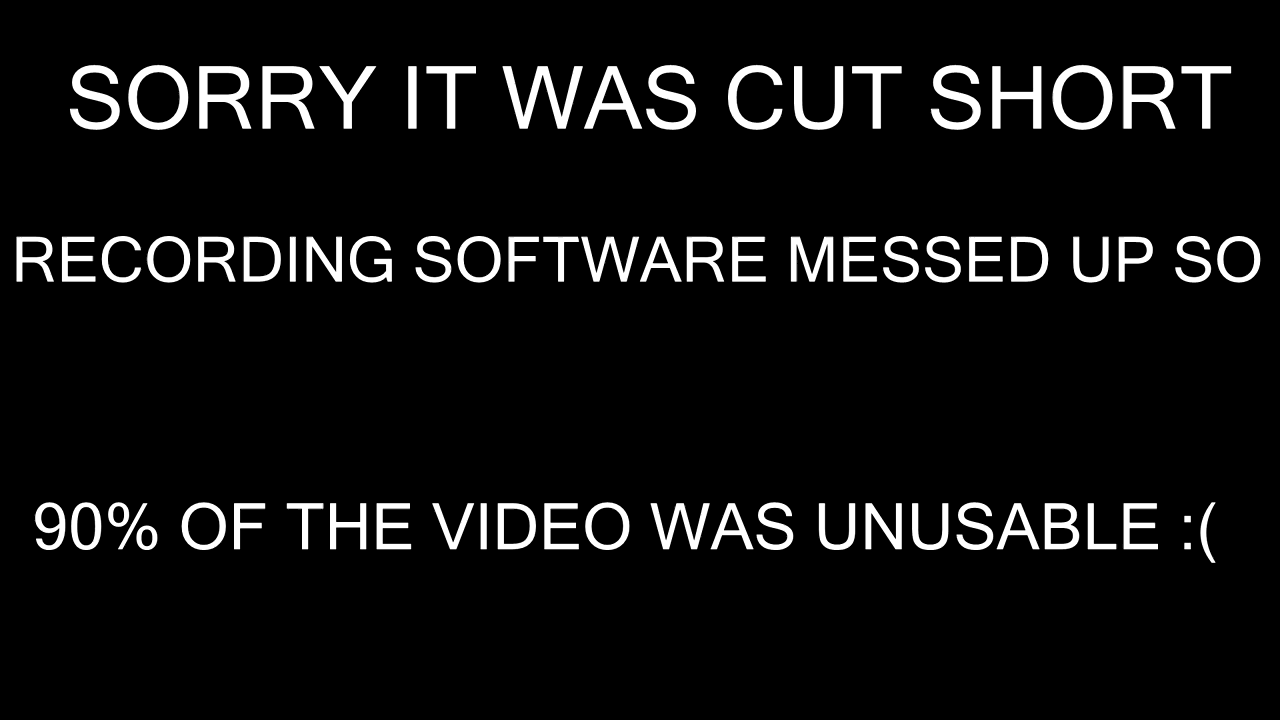 SORRY IT WAS CUT SHORT
RECORDING SOFTWARE MESSED UP SO
90% OF THE VIDEO WAS UNUSABLE :(